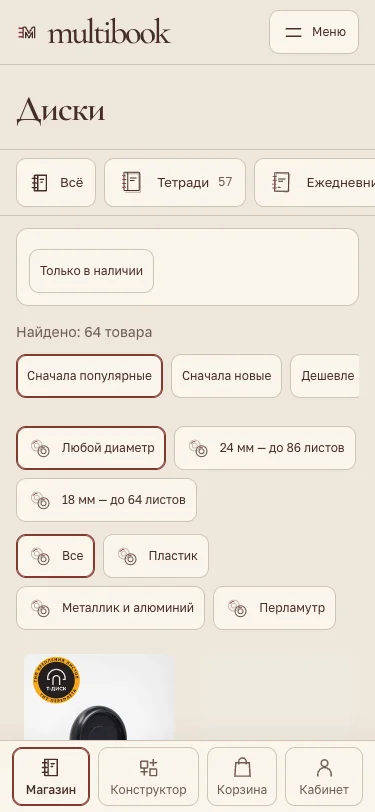 multibook
Меню
Диски
Всё
Тетради 57
Ежедневни
Только в наличии
Найдено: 64 товара
Сначала популярные
Сначала новые
Дешевле
Любой диаметр
24 мм — до 86 листов
18 мм — до 64 листов
Все
Пластик
Металлик и алюминий
Перламутр
Т-ДИСК
Магазин
Конструктор
Корзина
Кабинет